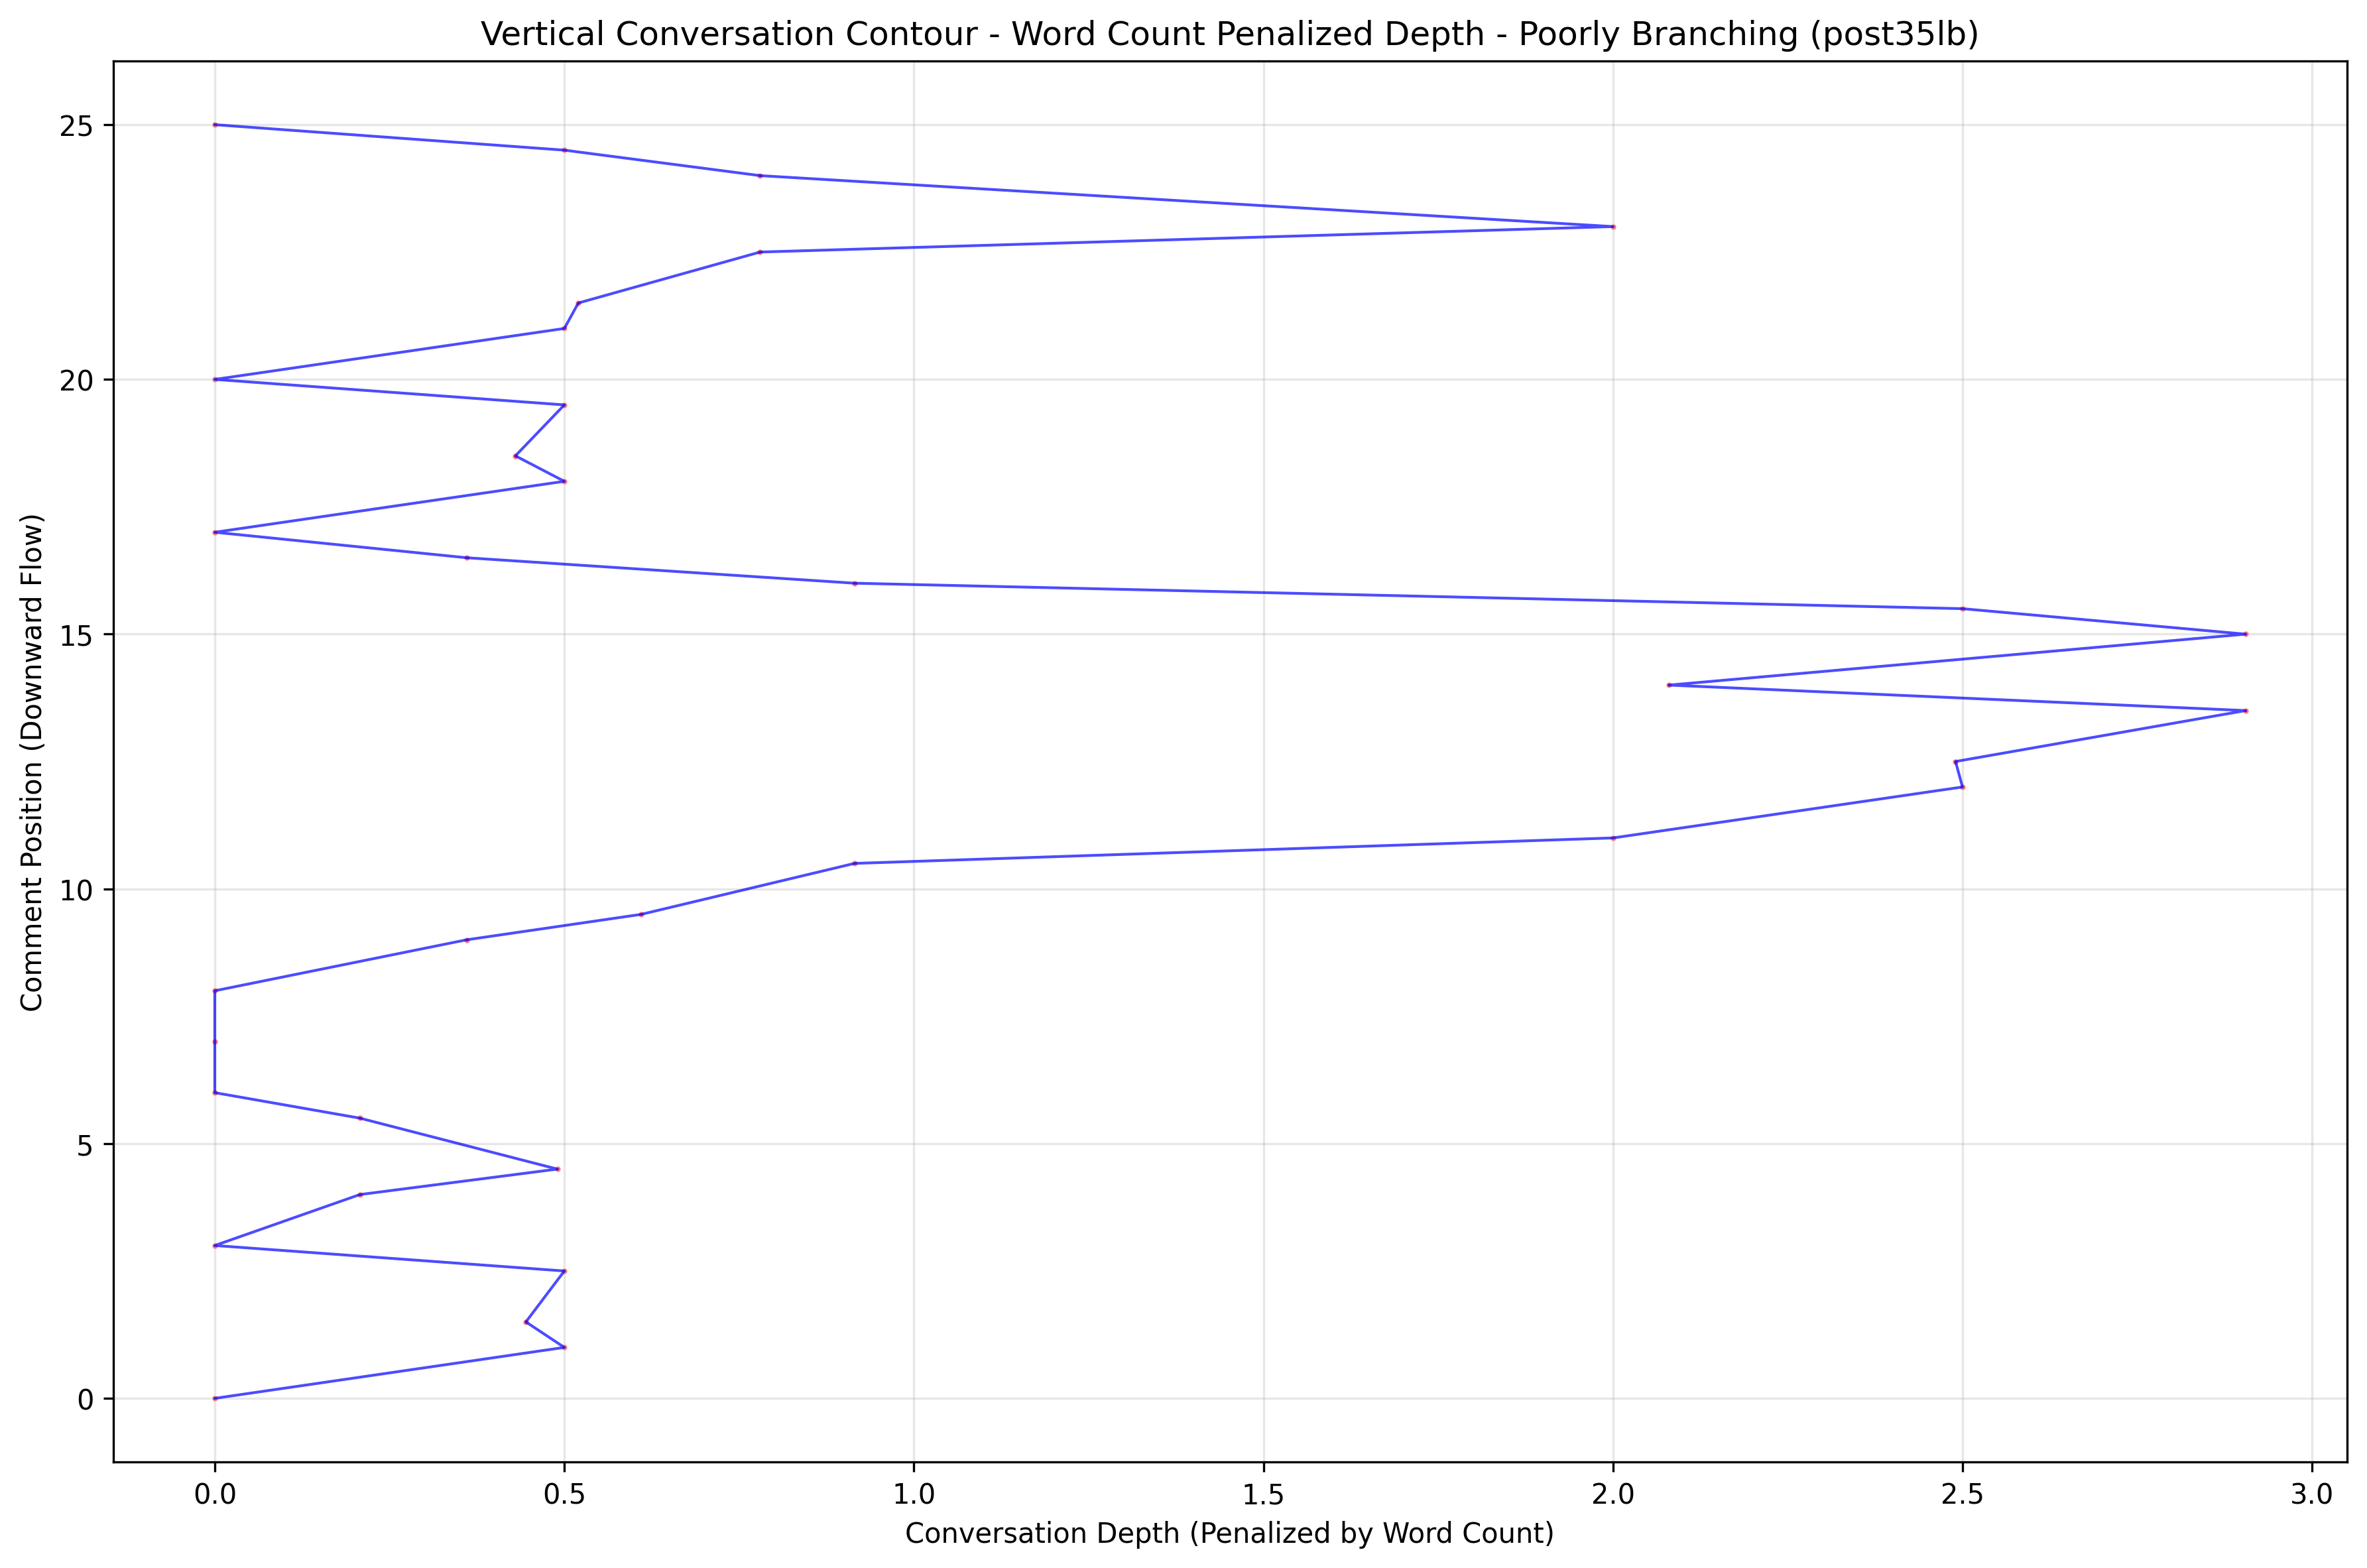 Vertical Conversation Contour - Word Count Penalized Depth - Poorly Branching (post35lb)
Comment Position (Downward Flow)
25
20
15
10
5
0
0.0 0.5 1.0 1.5 2.0 2.5 3.0
Conversation Depth (Penalized by Word Count)